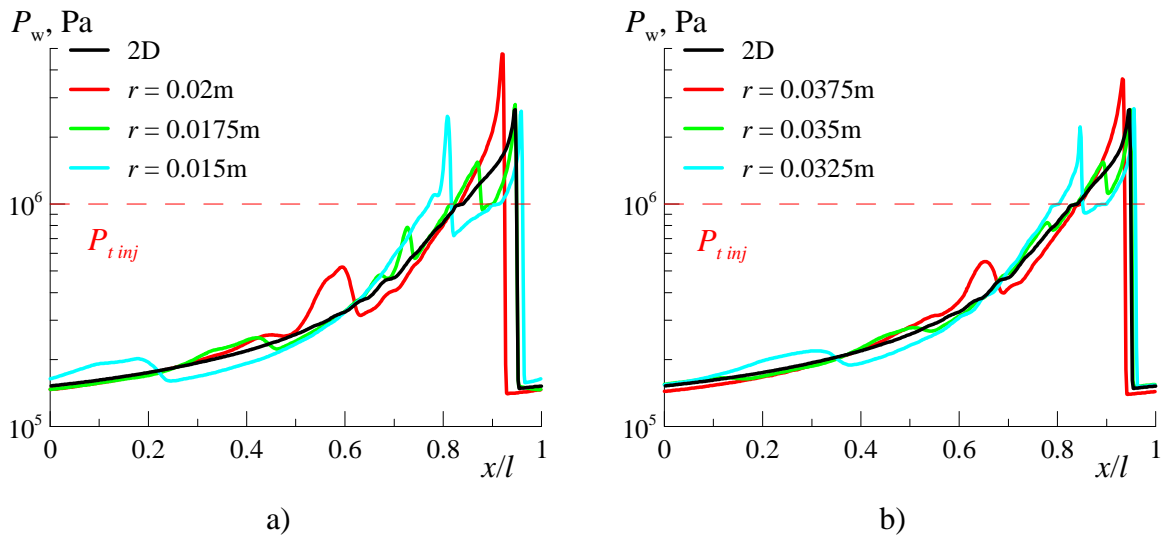 P_w, Pa
2D
r = 0.02m
r = 0.0175m
r = 0.015m
10^6
P_t inj
10^5
0 0.2 0.4 0.6 0.8 1
x/l
a)
P_w, Pa
2D
r = 0.0375m
r = 0.035m
r = 0.0325m
10^6
P_t inj
10^5
0 0.2 0.4 0.6 0.8 1
x/l
b)